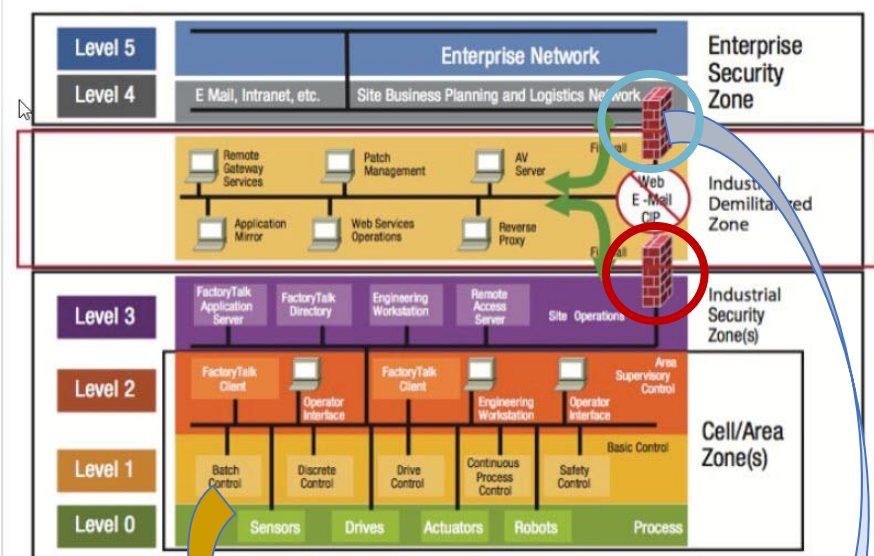 Level 5
Enterprise Network
Enterprise
Security
Zone
Level 4
E Mail, Intranet, etc.
Site Business Planning and Logistics Network
Remote
Gateway
Services
Patch
Management
AV
Server
Web
E-Mail
CIP
Industrial
Demilitarized
Zone
Application
Mirror
Web Services
Operations
Reverse
Proxy
Level 3
FactoryTalk
Application
Server
FactoryTalk
Directory
Engineering
Workstation
Remote
Access
Server
Site Operations
Industrial
Security
Zone(s)
Level 2
FactoryTalk
Client
Operator
Interface
FactoryTalk
Client
Engineering
Workstation
Operator
Interface
Area
Supervisory
Control
Cell/Area
Zone(s)
Level 1
Basic Control
Batch
Control
Discrete
Control
Drive
Control
Continuous
Process
Control
Safety
Control
Level 0
Sensors
Drives
Actuators
Robots
Process